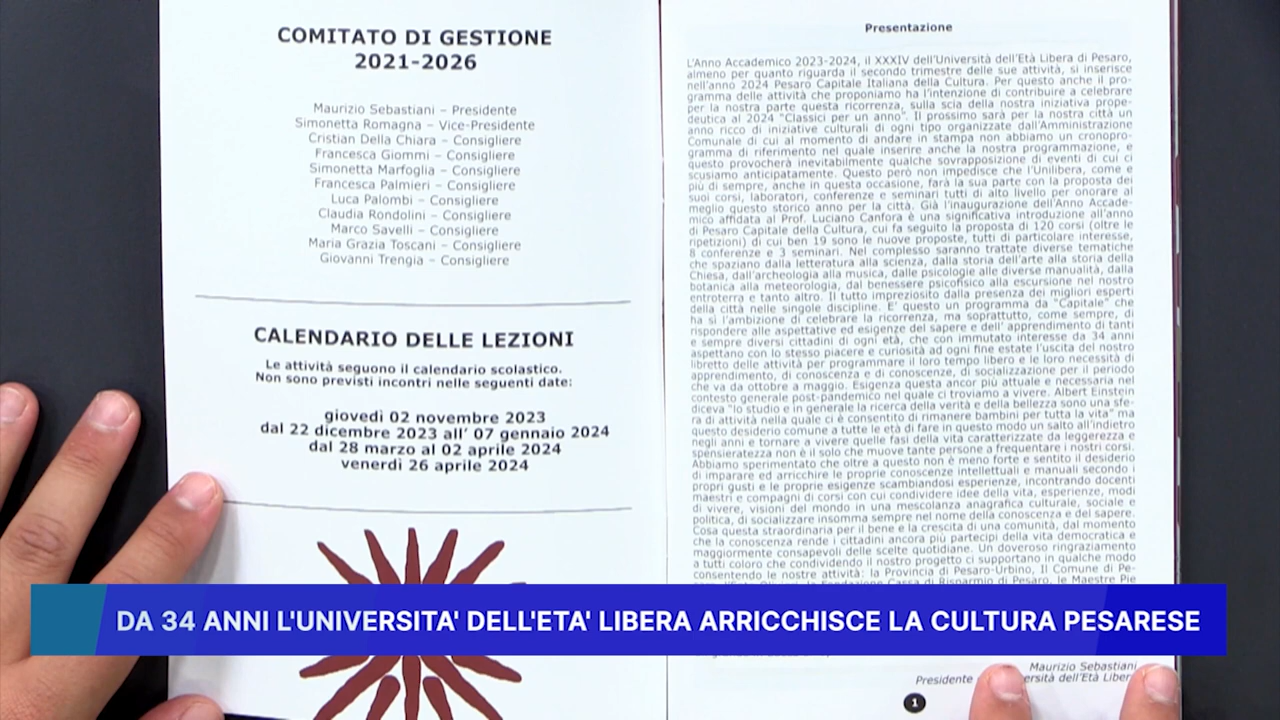 COMITATO DI GESTIONE
2021-2026
Maurizio Sebastiani – Presidente
Simonetta Romagna – Vice-Presidente
Cristian Della Chiara – Consigliere
Francesca Giommi – Consigliere
Simonetta Marfoglia – Consigliere
Francesca Palmieri – Consigliere
Luca Palombi – Consigliere
Claudia Rondolini – Consigliere
Marco Savelli – Consigliere
Maria Grazia Toscani – Consigliere
Giovanni Trengia – Consigliere
CALENDARIO DELLE LEZIONI
Le attività seguono il calendario scolastico.
Non sono previsti incontri nelle seguenti date:
giovedì 02 novembre 2023
dal 22 dicembre 2023 all' 07 gennaio 2024
dal 28 marzo al 02 aprile 2024
venerdì 26 aprile 2024
Presentazione
L'Anno Accademico 2023-2024, il XXXIV dell'Università dell'Età Libera di Pesaro,
almeno per quanto riguarda il secondo trimestre delle sue attività, si inserisce
nell'anno 2024 Pesaro Capitale Italiana della Cultura. Per questo anche il pro-
gramma delle attività che proponiamo ha l'intenzione di contribuire a celebrare
per la nostra parte questa ricorrenza, sulla scia della nostra iniziativa prope-
deutica al 2024 "Classici per un anno". Il prossimo sarà per la nostra città un
anno ricco di iniziative culturali di ogni tipo organizzate dall'Amministrazione
Comunale di cui al momento di andare in stampa non abbiamo un cronopro-
gramma di riferimento nel quale inserire anche la nostra programmazione, e
questo provocherà inevitabilmente qualche sovrapposizione di eventi di cui ci
scusiamo anticipatamente. Questo però non impedisce che l'Unilibera, come e
più di sempre, anche in questa occasione, farà la sua parte con la proposta dei
suoi corsi, laboratori, conferenze e seminari tutti di alto livello per onorare al
meglio questo storico anno per la città. Già l'inaugurazione dell'Anno Accade-
mico affidata al Prof. Luciano Canfora è una significativa introduzione all'anno
di Pesaro Capitale della Cultura, cui fa seguito la proposta di 120 corsi (oltre le
ripetizioni) di cui ben 19 sono le nuove proposte, tutti di particolare interesse,
8 conferenze e 3 seminari. Nel complesso saranno trattate diverse tematiche
che spaziano dalla letteratura alla scienza, dalla storia dell'arte alla storia della
Chiesa, dall'archeologia alla musica, dalle psicologie alle diverse manualità, dalla
botanica alla meteorologia, dal benessere psicofisico alla escursione nel nostro
entroterra e tanto altro. Il tutto impreziosito dalla presenza dei migliori esperti
della città nelle singole discipline. E' questo un programma da "Capitale" che
ha sì l'ambizione di celebrare la ricorrenza, ma soprattutto, come sempre, di
rispondere alle aspettative ed esigenze del sapere e dell' apprendimento di tanti
e sempre diversi cittadini di ogni età, che con immutato interesse da 34 anni
aspettano con lo stesso piacere e curiosità ad ogni fine estate l'uscita del nostro
libretto delle attività per programmare il loro tempo libero e le loro necessità di
apprendimento, di conoscenza e di conoscenze, di socializzazione per il periodo
che va da ottobre a maggio. Esigenza questa ancor più attuale e necessaria nel
contesto generale post-pandemico nel quale ci troviamo a vivere. Albert Einstein
diceva "lo studio e in generale la ricerca della verità e della bellezza sono una sfe-
ra di attività nella quale ci è consentito di rimanere bambini per tutta la vita" ma
questo desiderio comune a tutte le età di fare in questo modo un salto all'indietro
negli anni e tornare a vivere quelle fasi della vita caratterizzate da leggerezza e
spensieratezza non è il solo che muove tante persone a frequentare i nostri corsi.
Abbiamo sperimentato che oltre a questo non è meno forte e sentito il desiderio
di imparare ed arricchire le proprie conoscenze intellettuali e manuali secondo i
propri gusti e le proprie esigenze scambiandosi esperienze, incontrando docenti
maestri e compagni di corsi con cui condividere idee della vita, esperienze, modi
di vivere, visioni del mondo in una mescolanza anagrafica culturale, sociale e
politica, di socializzare insomma sempre nel nome della conoscenza e del sapere.
Cosa questa straordinaria per il bene e la crescita di una comunità, dal momento
che la conoscenza rende i cittadini ancora più partecipi della vita democratica e
maggiormente consapevoli delle scelte quotidiane. Un doveroso ringraziamento
a tutti coloro che condividendo il nostro progetto ci supportano in qualche modo
consentendo le nostre attività: la Provincia di Pesaro-Urbino, Il Comune di Pe-
Fondazione Cassa di Risparmio di Pesaro, le Maestre Pie
DA 34 ANNI L'UNIVERSITA' DELL'ETA' LIBERA ARRICCHISCE LA CULTURA PESARESE
Maurizio Sebastiani
Presidente ersità dell'Età Libera
1